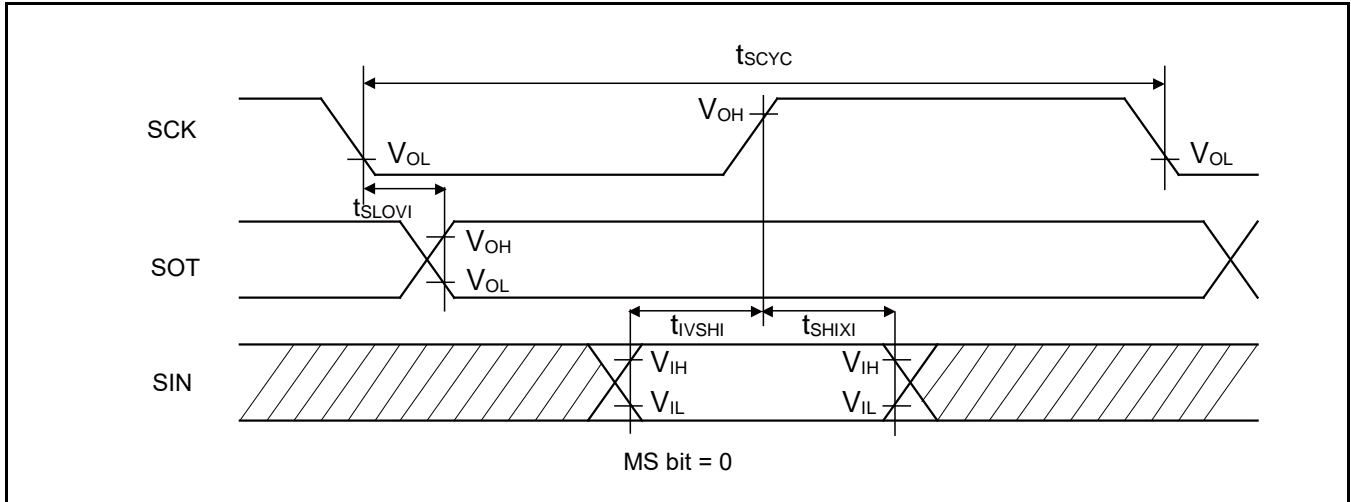 tSCYC
SCK
VOH
VOL
VOL
tSLOVI
SOT
VOH
VOL
tIVSHI
tSHIXI
SIN
VIH
VIH
VIL
VIL
MS bit = 0